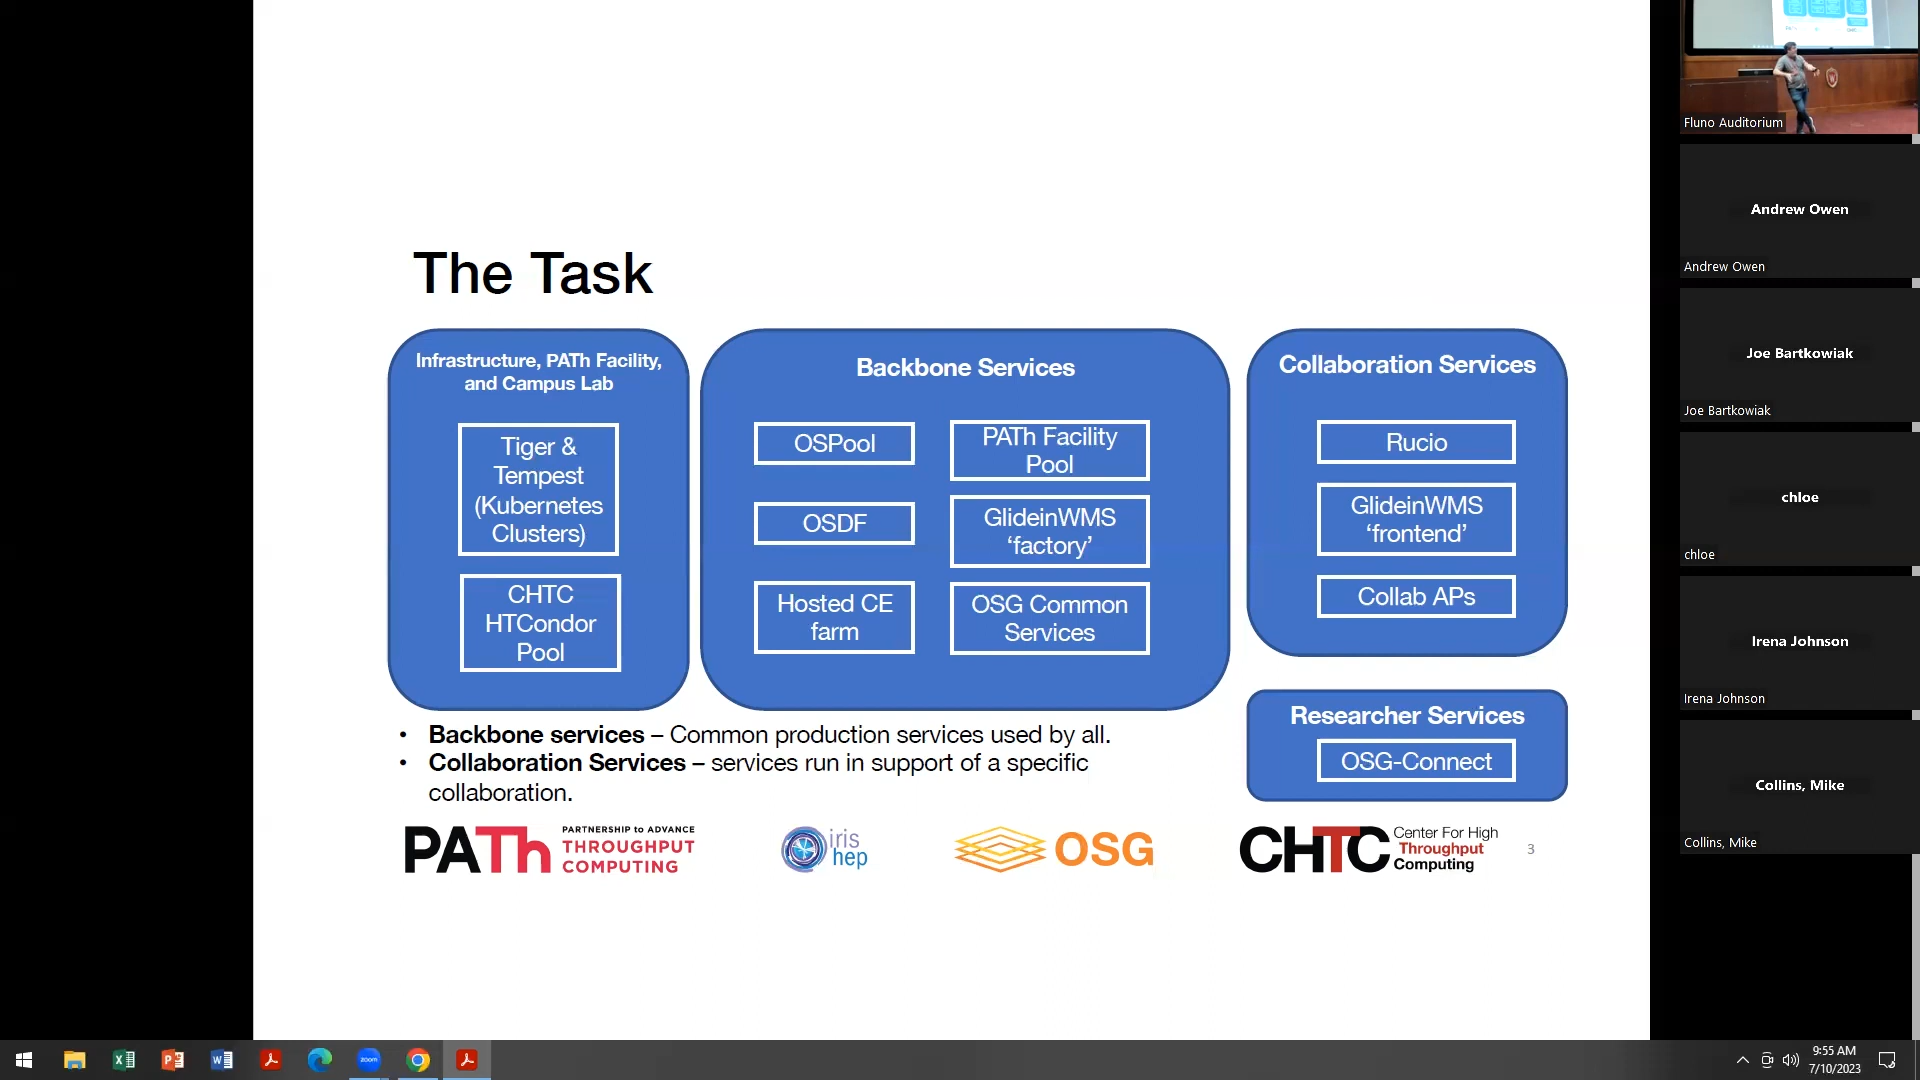 The Task
Infrastructure, PATh Facility,
and Campus Lab
Tiger &
Tempest
(Kubernetes
Clusters)
CHTC
HTCondor
Pool
Backbone Services
OSPool
PATh Facility
Pool
OSDF
GlideinWMS
‘factory’
Hosted CE
farm
OSG Common
Services
Collaboration Services
Rucio
GlideinWMS
‘frontend’
Collab APs
Researcher Services
OSG-Connect
• Backbone services – Common production services used by all.
• Collaboration Services – services run in support of a specific
collaboration.
PATh
PARTNERSHIP to ADVANCE
THROUGHPUT
COMPUTING
iris
hep
OSG
CHTC
Center For High
Throughput
Computing
3
Fluno Auditorium
Andrew Owen
Andrew Owen
Joe Bartkowiak
Joe Bartkowiak
chloe
chloe
Irena Johnson
Irena Johnson
Collins, Mike
Collins, Mike
zoom
9:55 AM
7/10/2023